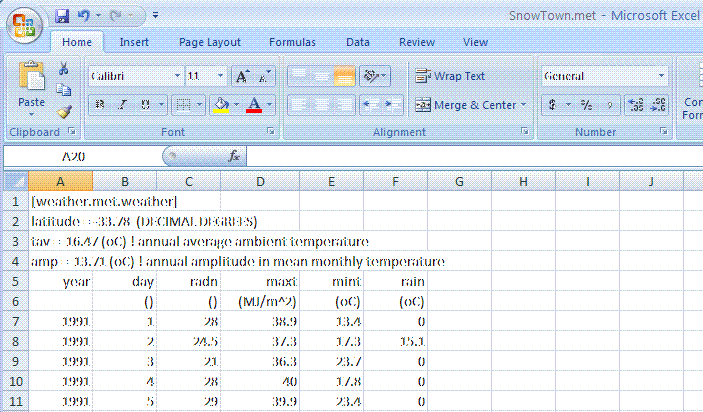 SnowTown.met - Microsoft Excel
Home Insert Page Layout Formulas Data Review View
Paste Calibri 11 Wrap Text General
B I U Merge & Center $ % ,
Clipboard Font Alignment Number
A20 fx
A B C D E F G H I J
1 [weather.met.weather]
2 latitude = -33.78 (DECIMAL DEGREES)
3 tav = 16.47 (oC) ! annual average ambient temperature
4 amp = 13.71 (oC) ! annual amplitude in mean monthly temperature
5 year day radn maxt mint rain
6 () () (MJ/m^2) (oC) (oC)
7 1991 1 28 38.9 13.4 0
8 1991 2 24.5 37.3 17.3 15.1
9 1991 3 21 36.3 23.7 0
10 1991 4 28 40 17.8 0
11 1991 5 29 39.9 23.4 0